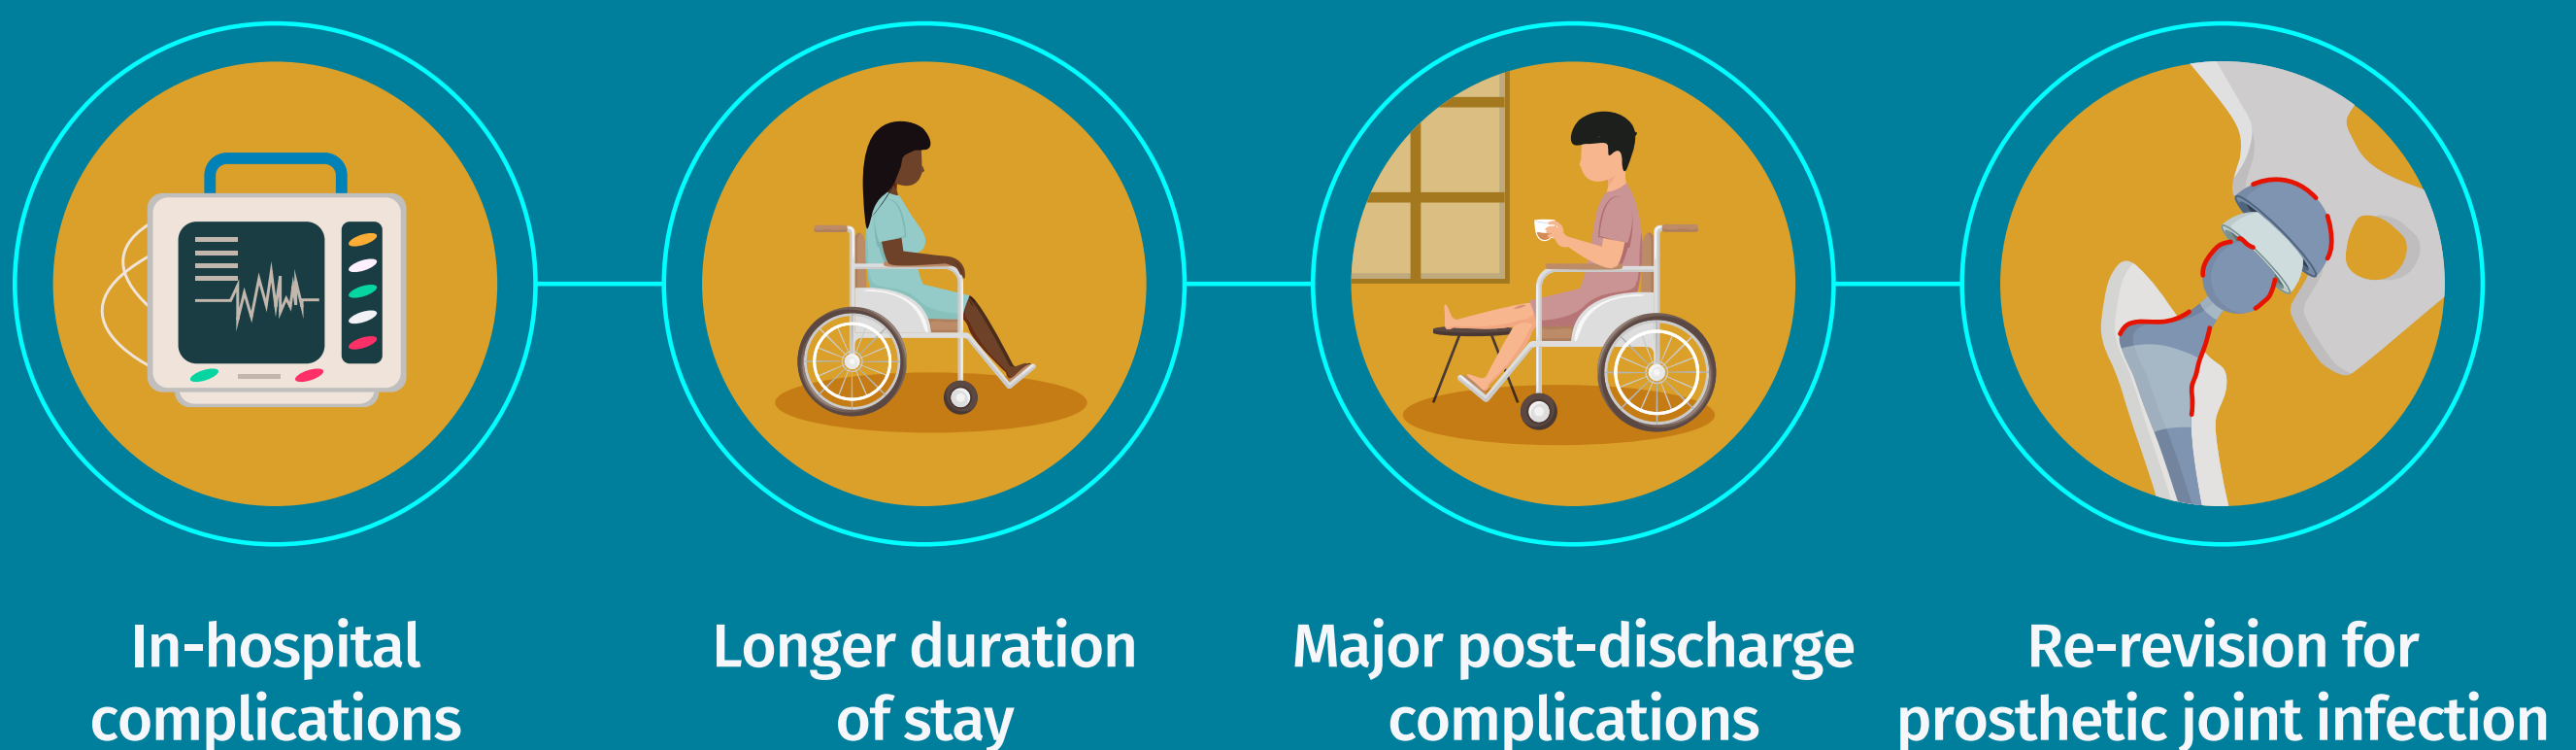 In-hospital
complications
Longer duration
of stay
Major post-discharge
complications
Re-revision for
prosthetic joint infection